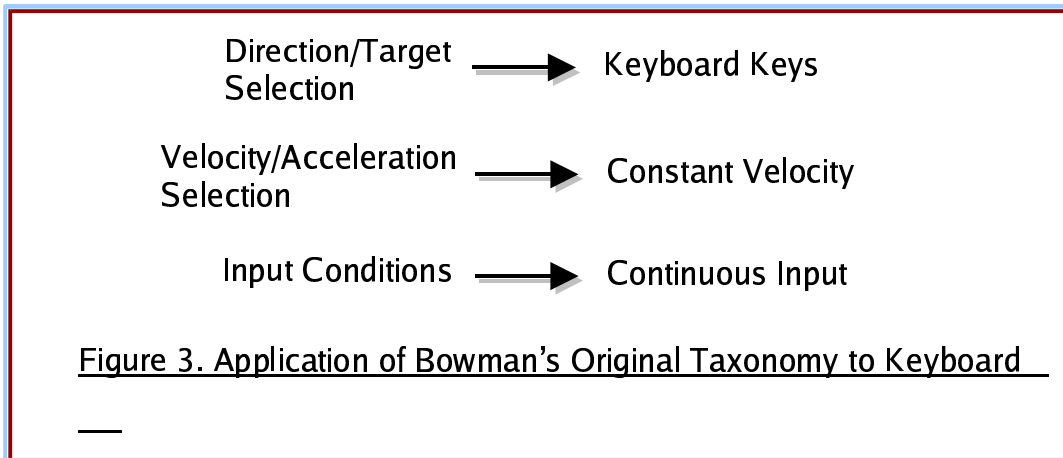 Direction/Target
Selection
Keyboard Keys
Velocity/Acceleration
Selection
Constant Velocity
Input Conditions
Continuous Input
Figure 3. Application of Bowman’s Original Taxonomy to Keyboard